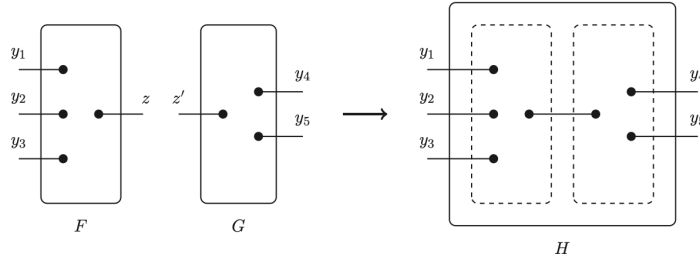 y₁ y₁
y₂ z z′ y₄ y₂
y₃ y₅ y₃
F G H